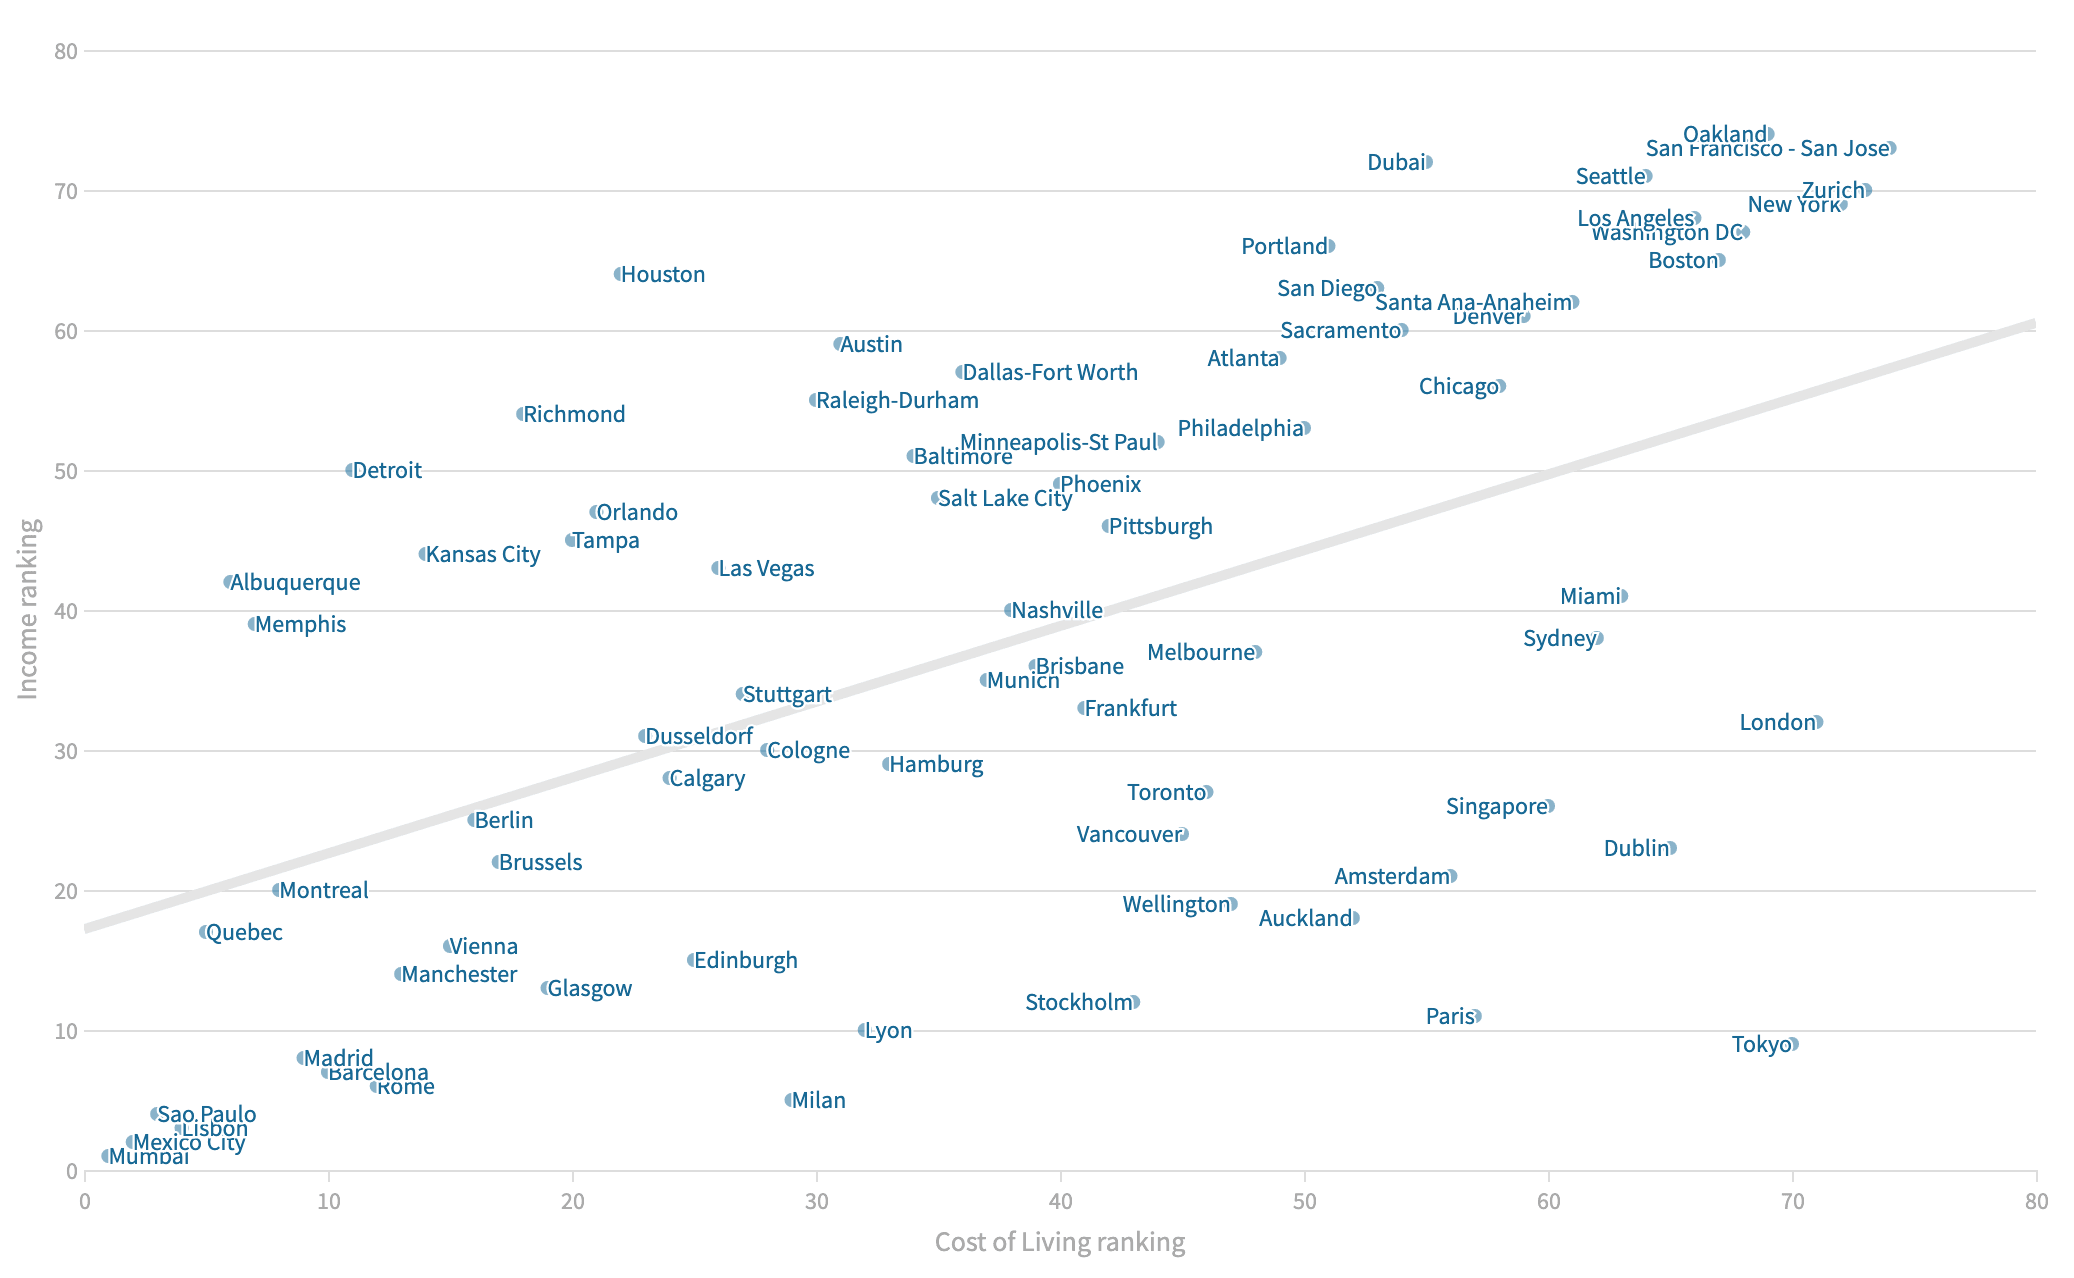 80
Oakland
San Francisco - San Jose
Dubai
Seattle
70
Zurich
New York
Los Angeles
Washington DC
Portland
Boston
Houston
San Diego
Santa Ana-Anaheim
Denver
60
Sacramento
Austin
Atlanta
Dallas-Fort Worth
Chicago
Raleigh-Durham
Richmond
Philadelphia
Minneapolis-St Paul
Baltimore
50
Detroit
Phoenix
Salt Lake City
Orlando
Pittsburgh
Tampa
Kansas City
Las Vegas
Albuquerque
Miami
40
Nashville
Memphis
Sydney
Melbourne
Brisbane
Munich
Stuttgart
Frankfurt
London
Dusseldorf
30
Cologne
Hamburg
Calgary
Toronto
Singapore
Berlin
Vancouver
Dublin
Brussels
Amsterdam
20
Montreal
Wellington
Auckland
Quebec
Vienna
Edinburgh
Manchester
Glasgow
Stockholm
Paris
10
Lyon
Tokyo
Madrid
Barcelona
Rome
Milan
Sao Paulo
Lisbon
Mexico City
Mumbai
0
Income ranking
0 10 20 30 40 50 60 70 80
Cost of Living ranking